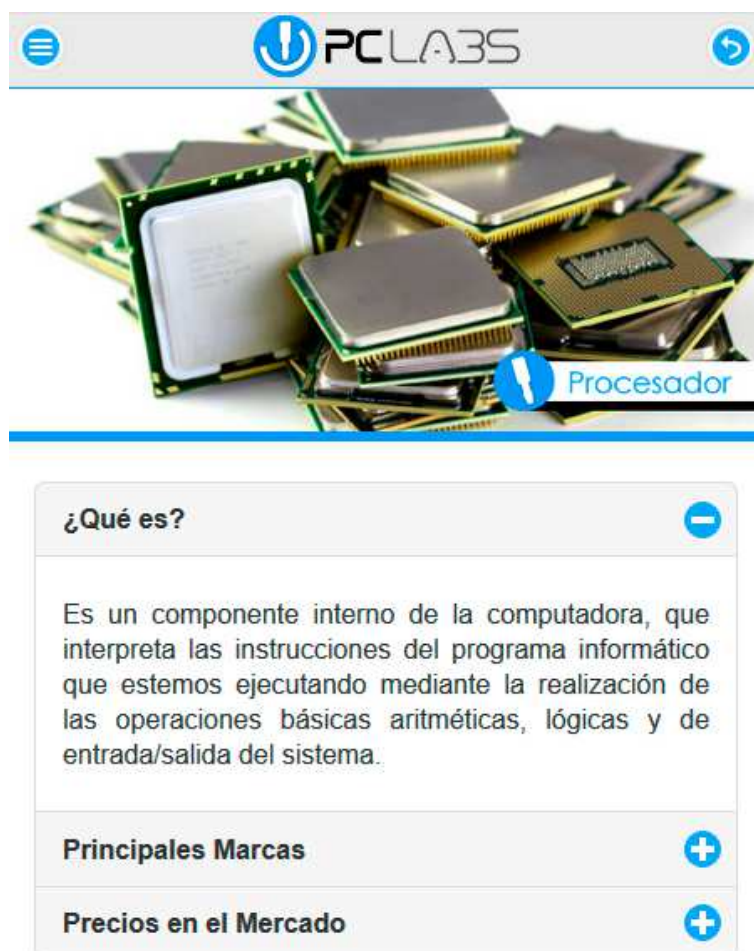 PCLABS
Procesador
¿Qué es?
Es un componente interno de la computadora, que
interpreta las instrucciones del programa informático
que estemos ejecutando mediante la realización de
las operaciones básicas aritméticas, lógicas y de
entrada/salida del sistema.
Principales Marcas
Precios en el Mercado